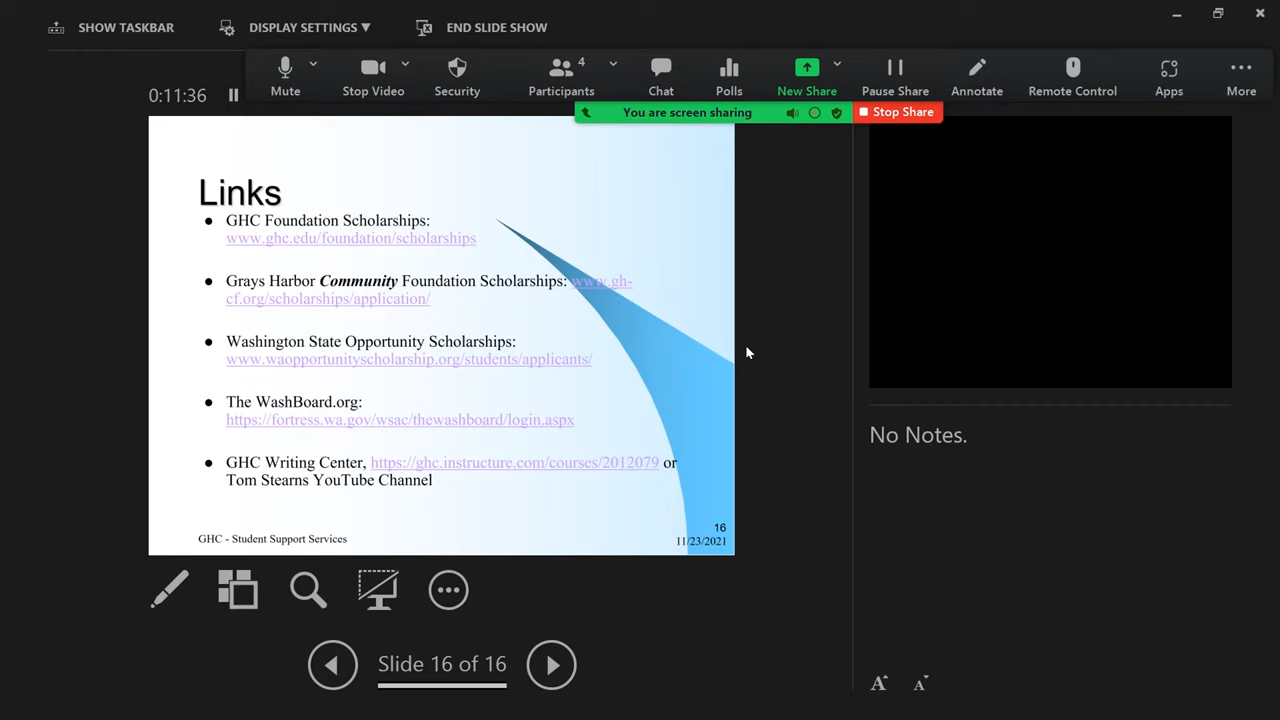 SHOW TASKBAR DISPLAY SETTINGS ▼ END SLIDE SHOW
4
Mute Stop Video Security Participants Chat Polls New Share Pause Share Annotate Remote Control Apps More
0:11:36
You are screen sharing Stop Share
Links
● GHC Foundation Scholarships:
www.ghc.edu/foundation/scholarships
● Grays Harbor Community Foundation Scholarships: www.gh-
cf.org/scholarships/application/
● Washington State Opportunity Scholarships:
www.waopportunityscholarship.org/students/applicants/
● The WashBoard.org:
https://fortress.wa.gov/wsac/thewashboard/login.aspx
● GHC Writing Center, https://ghc.instructure.com/courses/2012079 or
Tom Stearns YouTube Channel
16
GHC - Student Support Services 11/23/2021
No Notes.
Slide 16 of 16
A A